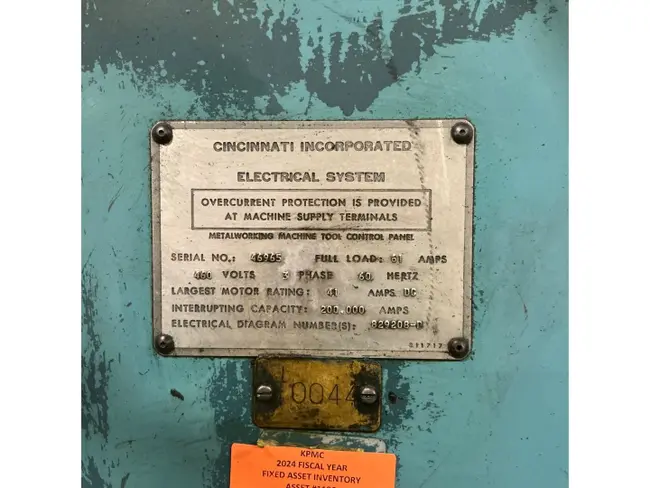 CINCINNATI INCORPORATED
ELECTRICAL SYSTEM
OVERCURRENT PROTECTION IS PROVIDED
AT MACHINE SUPPLY TERMINALS
METALWORKING MACHINE TOOL CONTROL PANEL
SERIAL NO.: 46965 FULL LOAD: 61 AMPS
460 VOLTS 3 PHASE 60 HERTZ
LARGEST MOTOR RATING: 41 AMPS DC
INTERRUPTING CAPACITY: 200,000 AMPS
ELECTRICAL DIAGRAM NUMBER(S):
811717
0044
KPMC
2024 FISCAL YEAR
FIXED ASSET INVENTORY